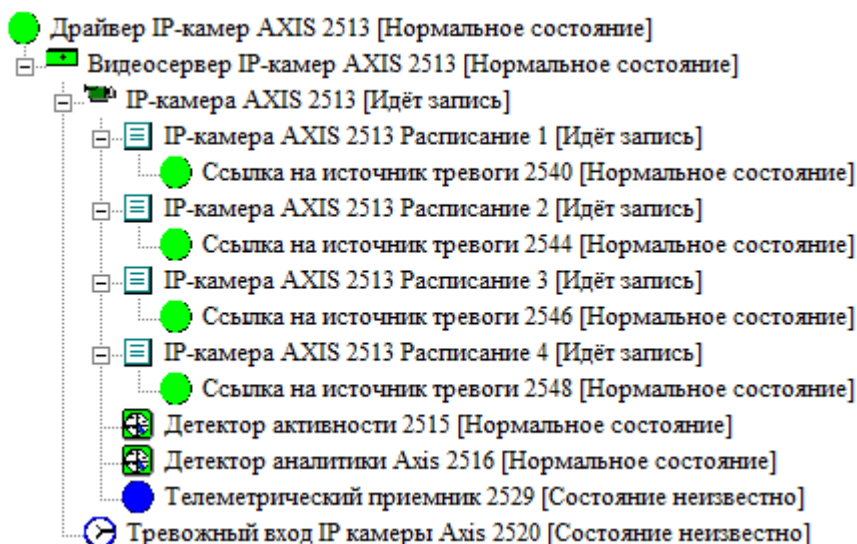 Драйвер IP-камер AXIS 2513 [Нормальное состояние]
Видеосервер IP-камер AXIS 2513 [Нормальное состояние]
IP-камера AXIS 2513 [Идёт запись]
IP-камера AXIS 2513 Расписание 1 [Идёт запись]
Ссылка на источник тревоги 2540 [Нормальное состояние]
IP-камера AXIS 2513 Расписание 2 [Идёт запись]
Ссылка на источник тревоги 2544 [Нормальное состояние]
IP-камера AXIS 2513 Расписание 3 [Идёт запись]
Ссылка на источник тревоги 2546 [Нормальное состояние]
IP-камера AXIS 2513 Расписание 4 [Идёт запись]
Ссылка на источник тревоги 2548 [Нормальное состояние]
Детектор активности 2515 [Нормальное состояние]
Детектор аналитики Axis 2516 [Нормальное состояние]
Телеметрический приемник 2529 [Состояние неизвестно]
Тревожный вход IP камеры Axis 2520 [Состояние неизвестно]